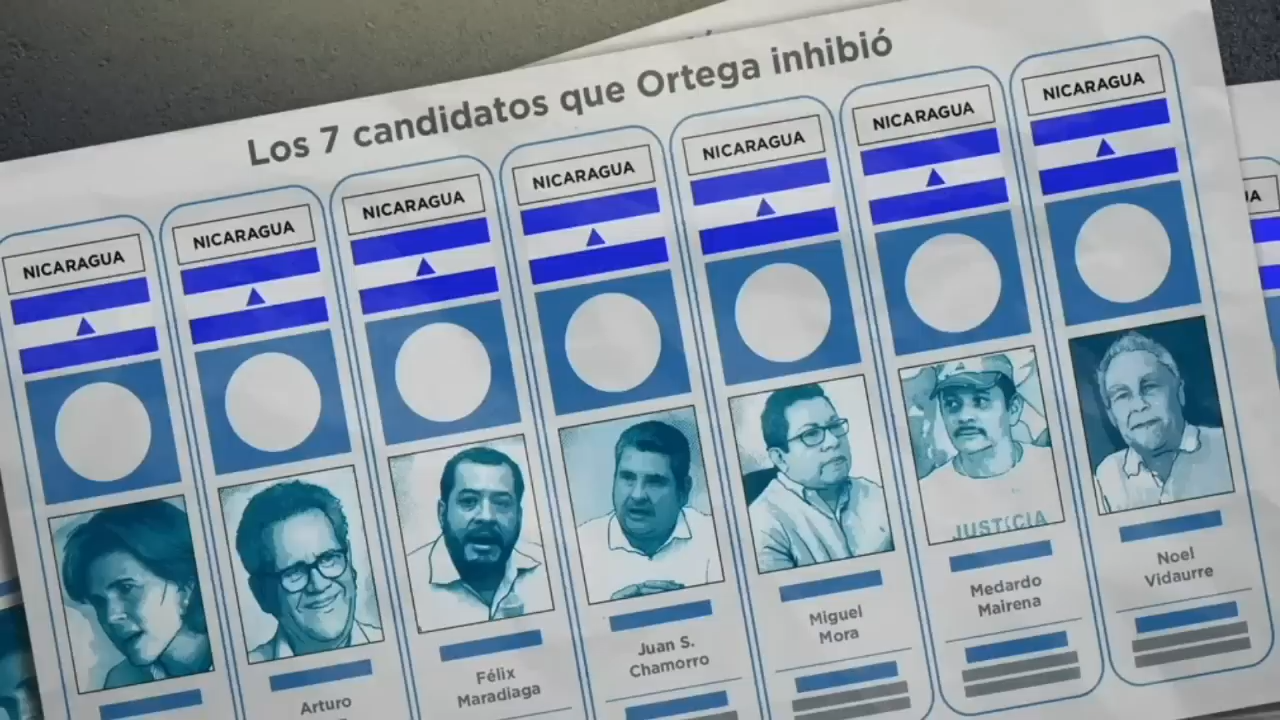 Los 7 candidatos que Ortega inhibió
NICARAGUA
NICARAGUA
NICARAGUA
NICARAGUA
NICARAGUA
NICARAGUA
NICARAGUA
JUSTICIA
Arturo
Félix
Maradiaga
Juan S.
Chamorro
Miguel
Mora
Medardo
Mairena
Noel
Vidaurre